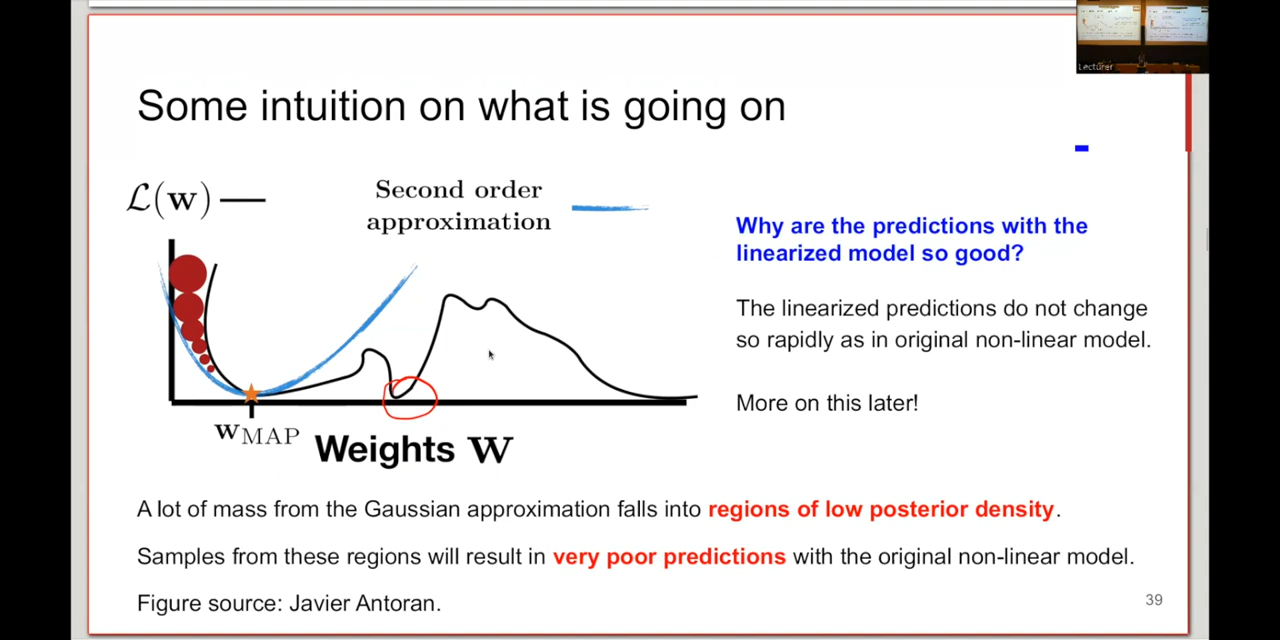 Lecturer
Some intuition on what is going on
ℒ(w)
Second order
approximation
w_MAP
Weights w
Why are the predictions with the
linearized model so good?
The linearized predictions do not change
so rapidly as in original non-linear model.
More on this later!
A lot of mass from the Gaussian approximation falls into regions of low posterior density.
Samples from these regions will result in very poor predictions with the original non-linear model.
Figure source: Javier Antoran.
39